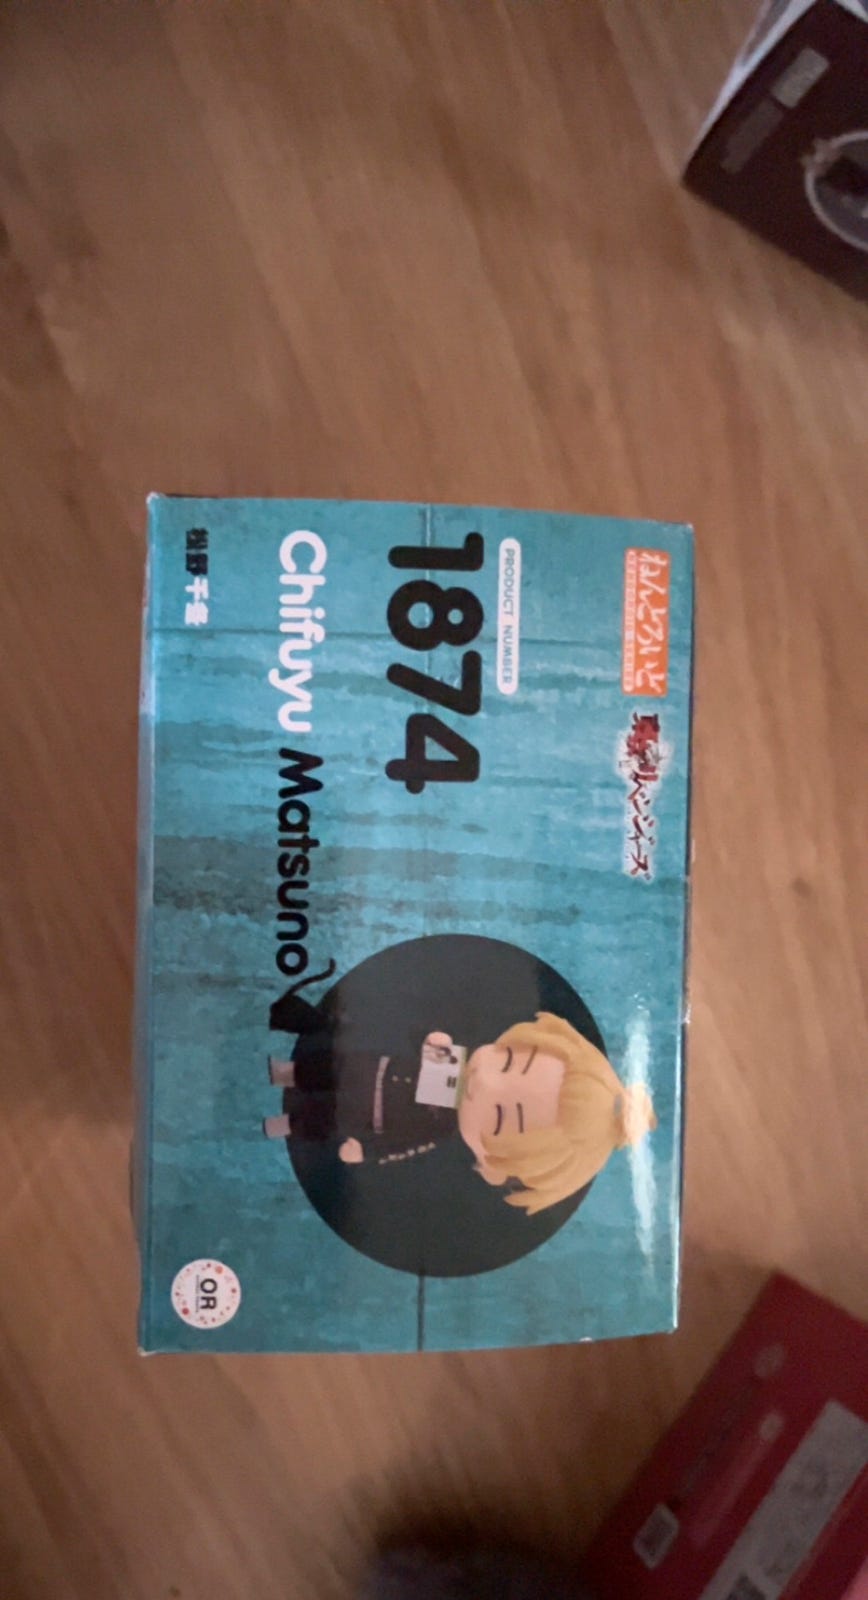 ねんどろいど
東京リベンジャーズ
PRODUCT NUMBER
1874
Chifuyu Matsuno
松野千冬
OR